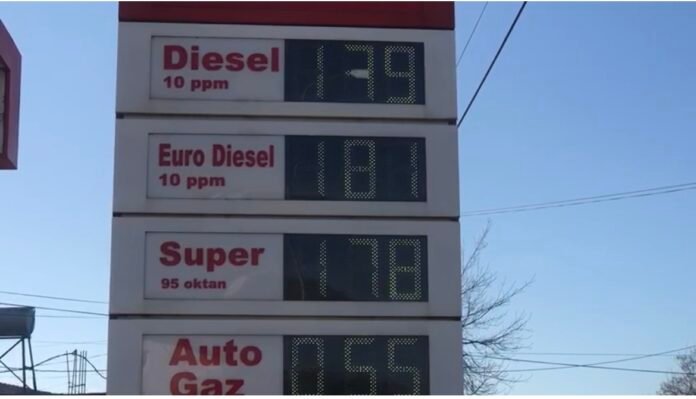 Diesel 179
10 ppm
Euro Diesel 181
10 ppm
Super 178
95 oktan
Auto 055
Gaz